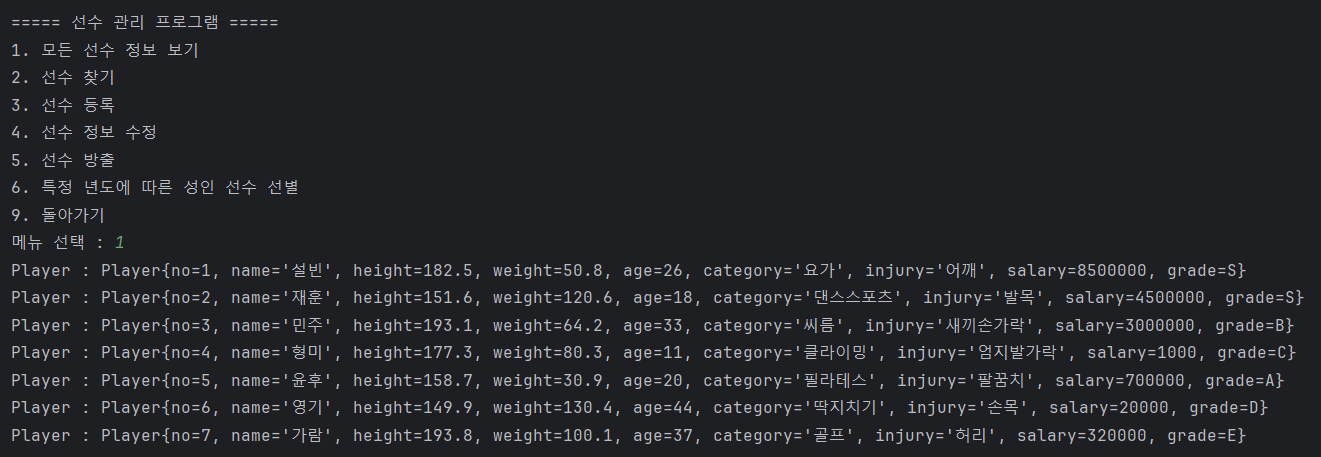 ===== 선수 관리 프로그램 =====
1. 모든 선수 정보 보기
2. 선수 찾기
3. 선수 등록
4. 선수 정보 수정
5. 선수 방출
6. 특정 년도에 따른 성인 선수 선별
9. 돌아가기
메뉴 선택 : 1
Player : Player{no=1, name='설빈', height=182.5, weight=50.8, age=26, category='요가', injury='어깨', salary=8500000, grade=S}
Player : Player{no=2, name='재훈', height=151.6, weight=120.6, age=18, category='댄스스포츠', injury='발목', salary=4500000, grade=S}
Player : Player{no=3, name='민주', height=193.1, weight=64.2, age=33, category='씨름', injury='새끼손가락', salary=3000000, grade=B}
Player : Player{no=4, name='형미', height=177.3, weight=80.3, age=11, category='클라이밍', injury='엄지발가락', salary=1000, grade=C}
Player : Player{no=5, name='윤후', height=158.7, weight=30.9, age=20, category='필라테스', injury='팔꿈치', salary=700000, grade=A}
Player : Player{no=6, name='영기', height=149.9, weight=130.4, age=44, category='딱지치기', injury='손목', salary=20000, grade=D}
Player : Player{no=7, name='가람', height=193.8, weight=100.1, age=37, category='골프', injury='허리', salary=320000, grade=E}